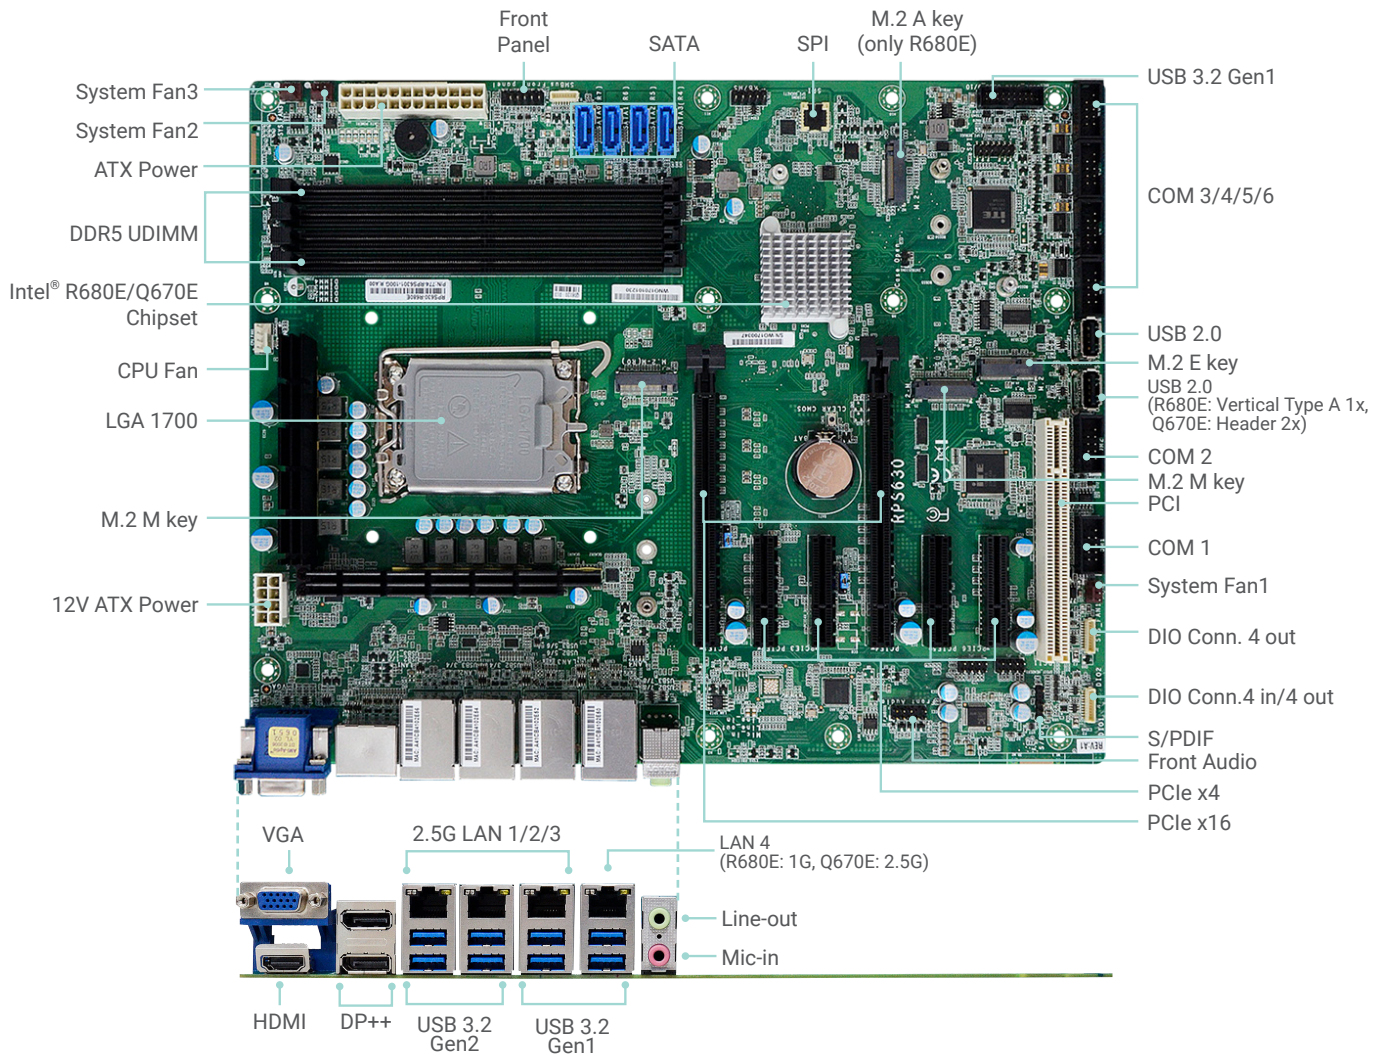 Front
Panel
SATA
SPI
M.2 A key
(only R680E)
USB 3.2 Gen1
System Fan3
System Fan2
ATX Power
COM 3/4/5/6
DDR5 UDIMM
Intel® R680E/Q670E
Chipset
USB 2.0
M.2 E key
CPU Fan
USB 2.0
(R680E: Vertical Type A 1x,
Q670E: Header 2x)
LGA 1700
COM 2
M.2 M key
PCI
M.2 M key
COM 1
System Fan1
12V ATX Power
DIO Conn. 4 out
DIO Conn.4 in/4 out
S/PDIF
Front Audio
PCIe x4
PCIe x16
VGA
2.5G LAN 1/2/3
LAN 4
(R680E: 1G, Q670E: 2.5G)
Line-out
Mic-in
HDMI
DP++
USB 3.2
Gen2
USB 3.2
Gen1
RPS630
CLEAR CMOS
REV:A1
iTE